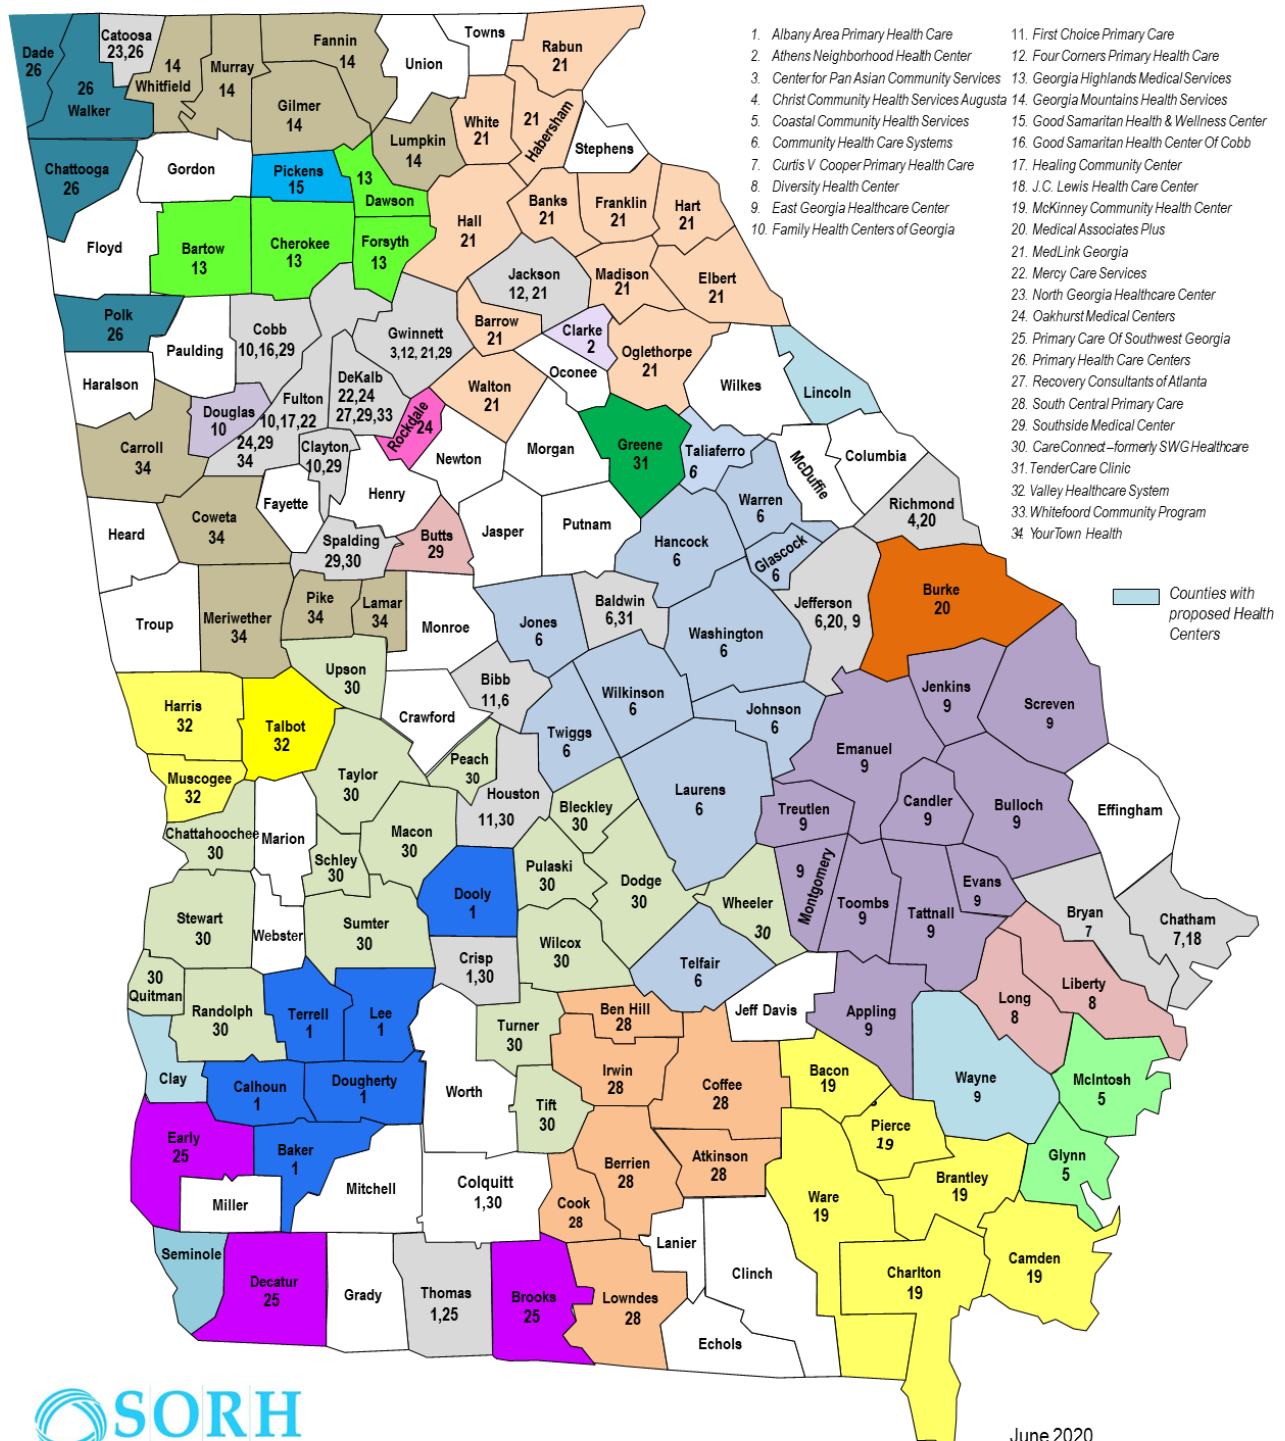 Dade
26
Catoosa
23,26
26
Walker
14
Whitfield
Murray
14
Fannin
14
Gilmer
14
Union
Towns
Rabun
21
White
21
21
Habersham
Stephens
Lumpkin
14
Chattooga
26
Gordon
Pickens
15
13
Dawson
Floyd
Bartow
13
Cherokee
13
Forsyth
13
Hall
21
Banks
21
Franklin
21
Hart
21
Jackson
12, 21
Madison
21
Elbert
21
Polk
26
Paulding
Cobb
10,16,29
Gwinnett
3,12, 21,29
Barrow
21
Clarke
2
Oconee
Oglethorpe
21
Wilkes
Lincoln
Haralson
Douglas
10
Fulton
10,17,22
24,29
34
DeKalb
22,24
27,29,33
Rockdale
24
Walton
21
Morgan
Greene
31
Taliaferro
6
McDuffie
Columbia
Carroll
34
Clayton
10,29
Newton
Henry
Fayette
Heard
Coweta
34
Spalding
29,30
Butts
29
Jasper
Putnam
Hancock
6
Warren
6
Glascock
6
Richmond
4,20
Troup
Meriwether
34
Pike
34
Lamar
34
Monroe
Jones
6
Baldwin
6,31
Washington
6
Jefferson
6,20, 9
Burke
20
Upson
30
Harris
32
Talbot
32
Crawford
Bibb
11,6
Twiggs
6
Wilkinson
6
Johnson
6
Emanuel
9
Jenkins
9
Screven
9
Muscogee
32
Taylor
30
Peach
30
Houston
11,30
Bleckley
30
Laurens
6
Treutlen
9
Candler
9
Bulloch
9
Effingham
Chattahoochee
30
Marion
Schley
30
Macon
30
Dooly
1
Pulaski
30
Dodge
30
Wheeler
30
9
Montgomery
Toombs
9
Tattnall
9
Evans
9
Bryan
7
Chatham
7,18
Stewart
30
Webster
Sumter
30
Crisp
1,30
Wilcox
30
Telfair
6
Jeff Davis
Appling
9
Long
8
Liberty
8
30
Quitman
Randolph
30
Terrell
1
Lee
1
Turner
30
Ben Hill
28
Irwin
28
Coffee
28
Bacon
19
Wayne
9
McIntosh
5
Clay
Calhoun
1
Dougherty
1
Worth
Tift
30
Pierce
19
Early
25
Baker
1
Miller
Mitchell
Colquitt
1,30
Cook
28
Berrien
28
Atkinson
28
Ware
19
Brantley
19
Glynn
5
Seminole
Decatur
25
Grady
Thomas
1,25
Brooks
25
Lowndes
28
Lanier
Clinch
Echols
Charlton
19
Camden
19
1. Albany Area Primary Health Care
2. Athens Neighborhood Health Center
3. Center for Pan Asian Community Services
4. Christ Community Health Services Augusta
5. Coastal Community Health Services
6. Community Health Care Systems
7. Curtis V Cooper Primary Health Care
8. Diversity Health Center
9. East Georgia Healthcare Center
10. Family Health Centers of Georgia
11. First Choice Primary Care
12. Four Corners Primary Health Care
13. Georgia Highlands Medical Services
14. Georgia Mountains Health Services
15. Good Samaritan Health & Wellness Center
16. Good Samaritan Health Center Of Cobb
17. Healing Community Center
18. J.C. Lewis Health Care Center
19. McKinney Community Health Center
20. Medical Associates Plus
21. MedLink Georgia
22. Mercy Care Services
23. North Georgia Healthcare Center
24. Oakhurst Medical Centers
25. Primary Care Of Southwest Georgia
26. Primary Health Care Centers
27. Recovery Consultants of Atlanta
28. South Central Primary Care
29. Southside Medical Center
30. CareConnect–formerly SWG Healthcare
31. TenderCare Clinic
32. Valley Healthcare System
33. Whitefoord Community Program
34 YourTown Health
Counties with
proposed Health
Centers
SORH
June 2020